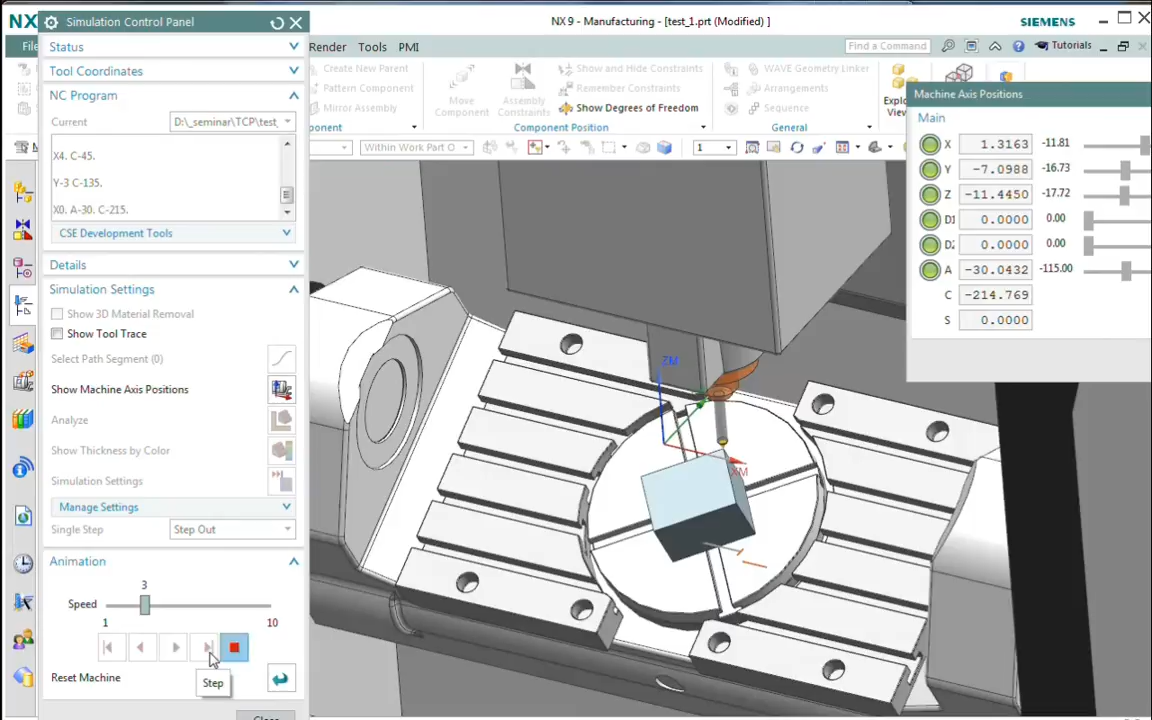 NX
Simulation Control Panel
NX 9 - Manufacturing - [test_1.prt (Modified) ]
SIEMENS
Render Tools PMI
Find a Command
Tutorials
Status
Tool Coordinates
NC Program
Current
D:\_seminar\TCP\test_
X4. C-45.
Y-3 C-135.
X0. A-30. C-215.
CSE Development Tools
Details
Simulation Settings
Show 3D Material Removal
Show Tool Trace
Select Path Segment (0)
Show Machine Axis Positions
Analyze
Show Thickness by Color
Simulation Settings
Manage Settings
Single Step
Step Out
Animation
3
Speed
1
10
Reset Machine
Step
Close
Create New Parent
Pattern Component
Mirror Assembly
Move Component
Assembly Constraints
Show and Hide Constraints
Remember Constraints
Show Degrees of Freedom
Component Position
WAVE Geometry Linker
Arrangements
Sequence
General
Within Work Part O
1
Machine Axis Positions
Main
X 1.3163 -11.81
Y -7.0988 -16.73
Z -11.4450 -17.72
D1 0.0000 0.00
D2 0.0000 0.00
A -30.0432 -115.00
C -214.769
S 0.0000
ZM
XM